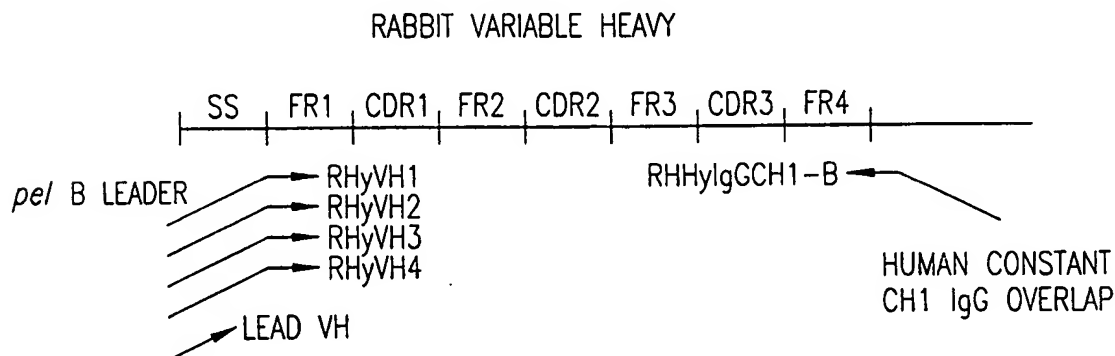 RABBIT VARIABLE HEAVY
SS FR1 CDR1 FR2 CDR2 FR3 CDR3 FR4
pel B LEADER
RHyVH1
RHyVH2
RHyVH3
RHyVH4
LEAD VH
RHHyIgGCH1-B
HUMAN CONSTANT
CH1 IgG OVERLAP